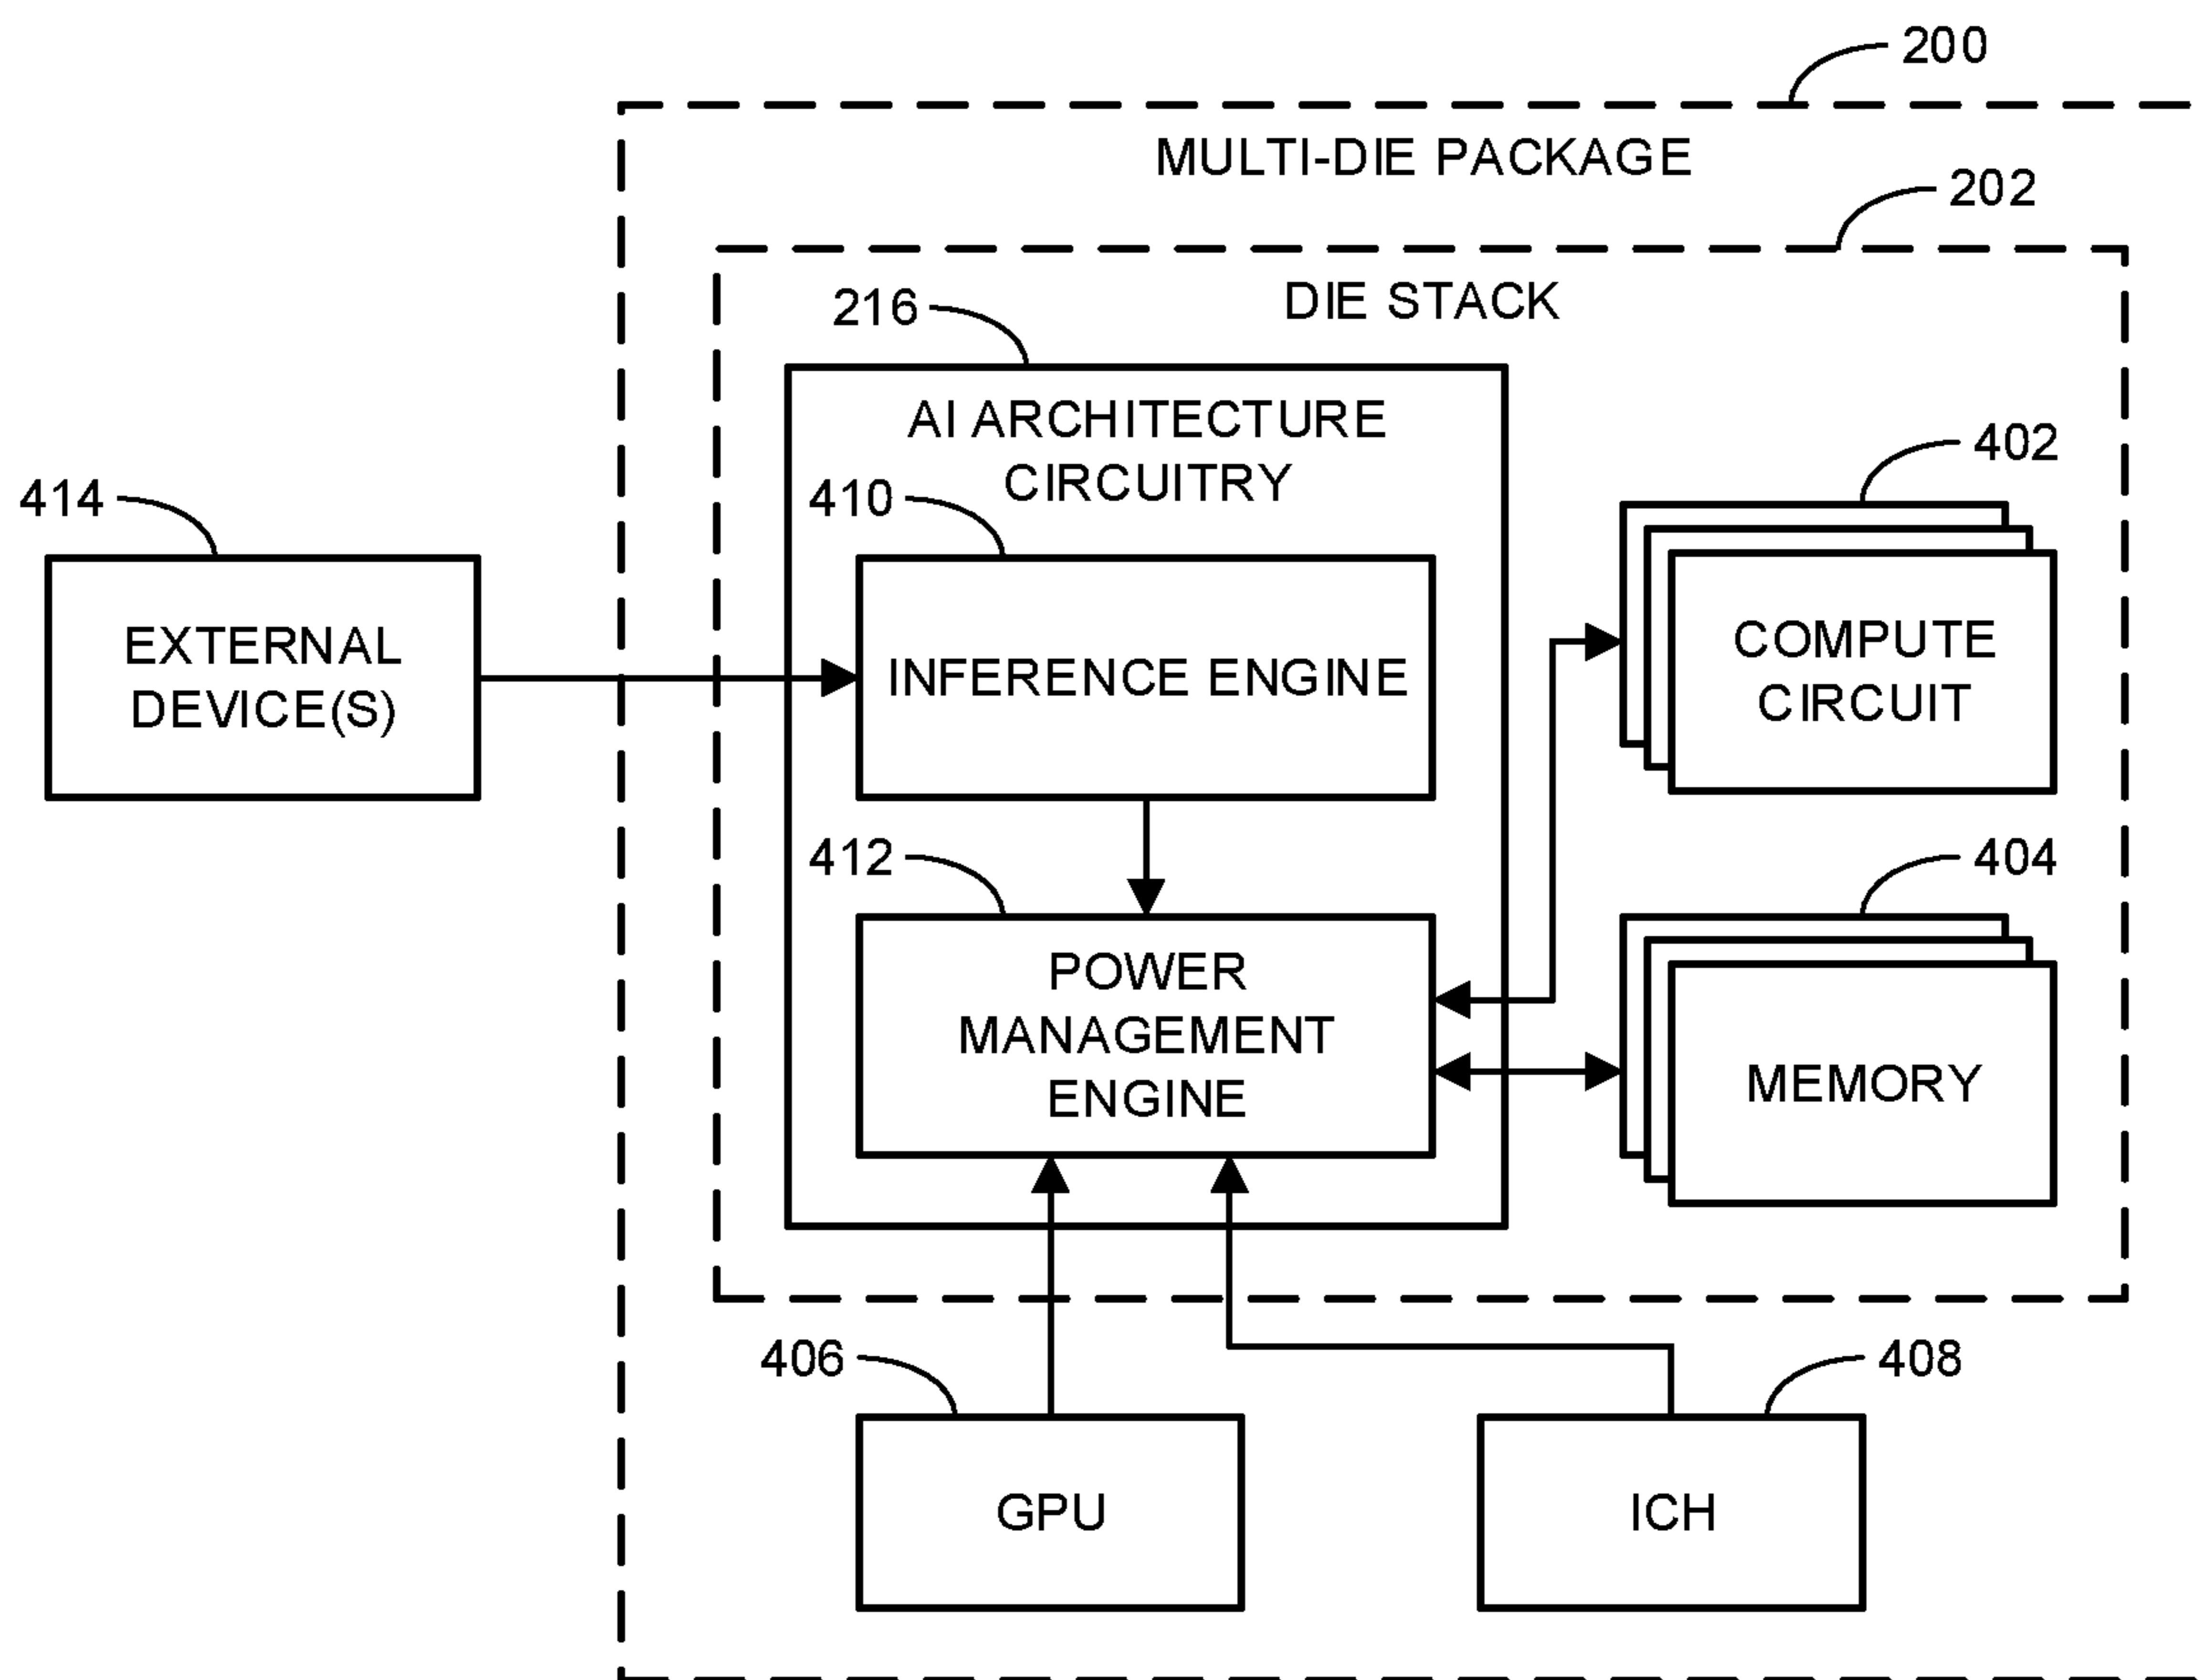 200
MULTI-DIE PACKAGE
202
DIE STACK
216
AI ARCHITECTURE
CIRCUITRY
402
414
410
EXTERNAL
DEVICE(S)
INFERENCE ENGINE
COMPUTE
CIRCUIT
412
404
POWER
MANAGEMENT
ENGINE
MEMORY
406
408
GPU
ICH